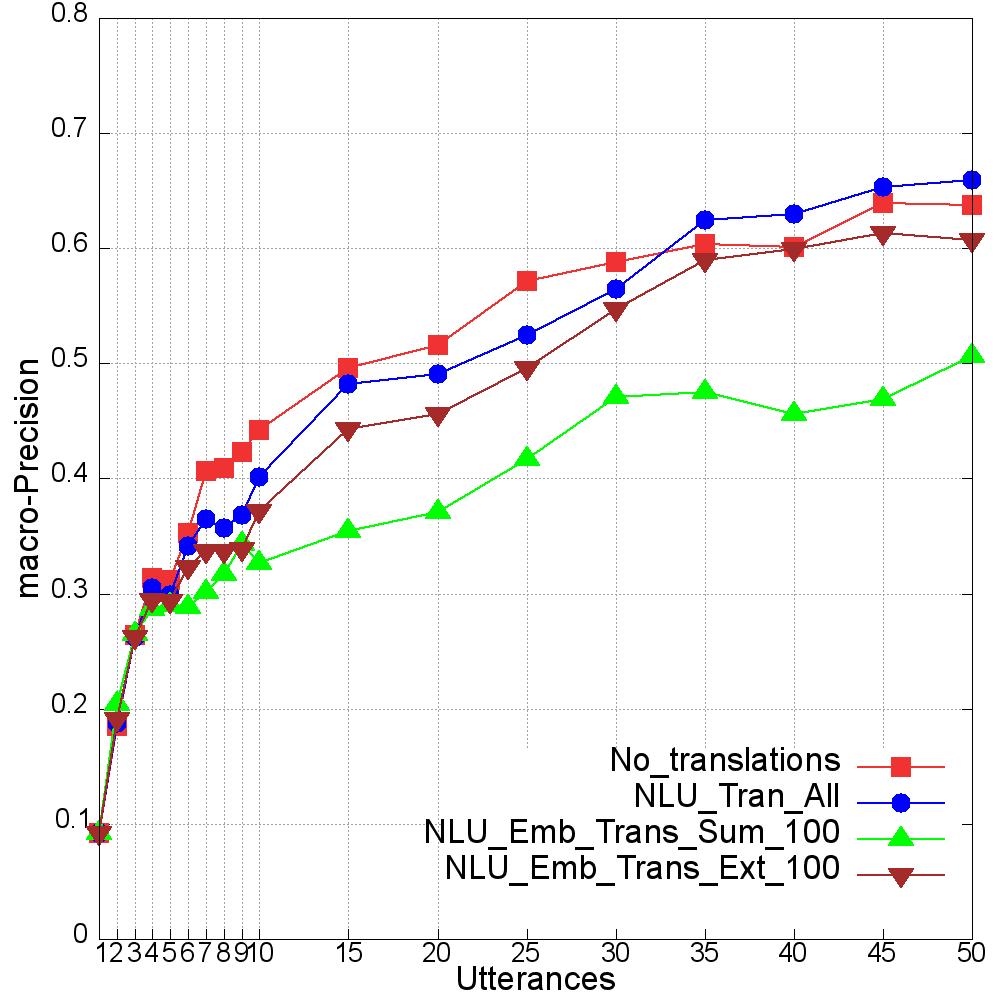 0.8
0.7
0.6
0.5
0.4
0.3
0.2
0.1
0
macro-Precision
No_translations
NLU_Tran_All
NLU_Emb_Trans_Sum_100
NLU_Emb_Trans_Ext_100
1 2 3 4 5 6 7 8 9 10 15 20 25 30 35 40 45 50
Utterances